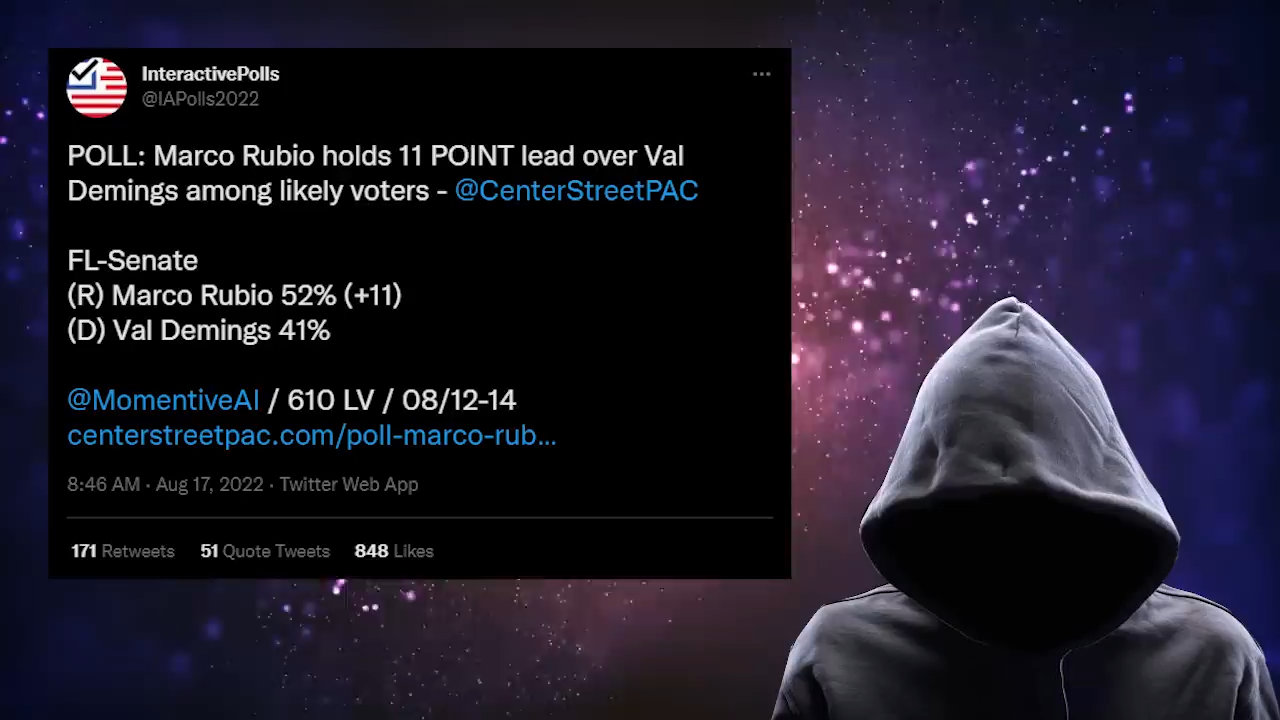 InteractivePolls
@IAPolls2022
POLL: Marco Rubio holds 11 POINT lead over Val
Demings among likely voters - @CenterStreetPAC
FL-Senate
(R) Marco Rubio 52% (+11)
(D) Val Demings 41%
@MomentiveAI / 610 LV / 08/12-14
centerstreetpac.com/poll-marco-rub...
8:46 AM · Aug 17, 2022 · Twitter Web App
171 Retweets 51 Quote Tweets 848 Likes